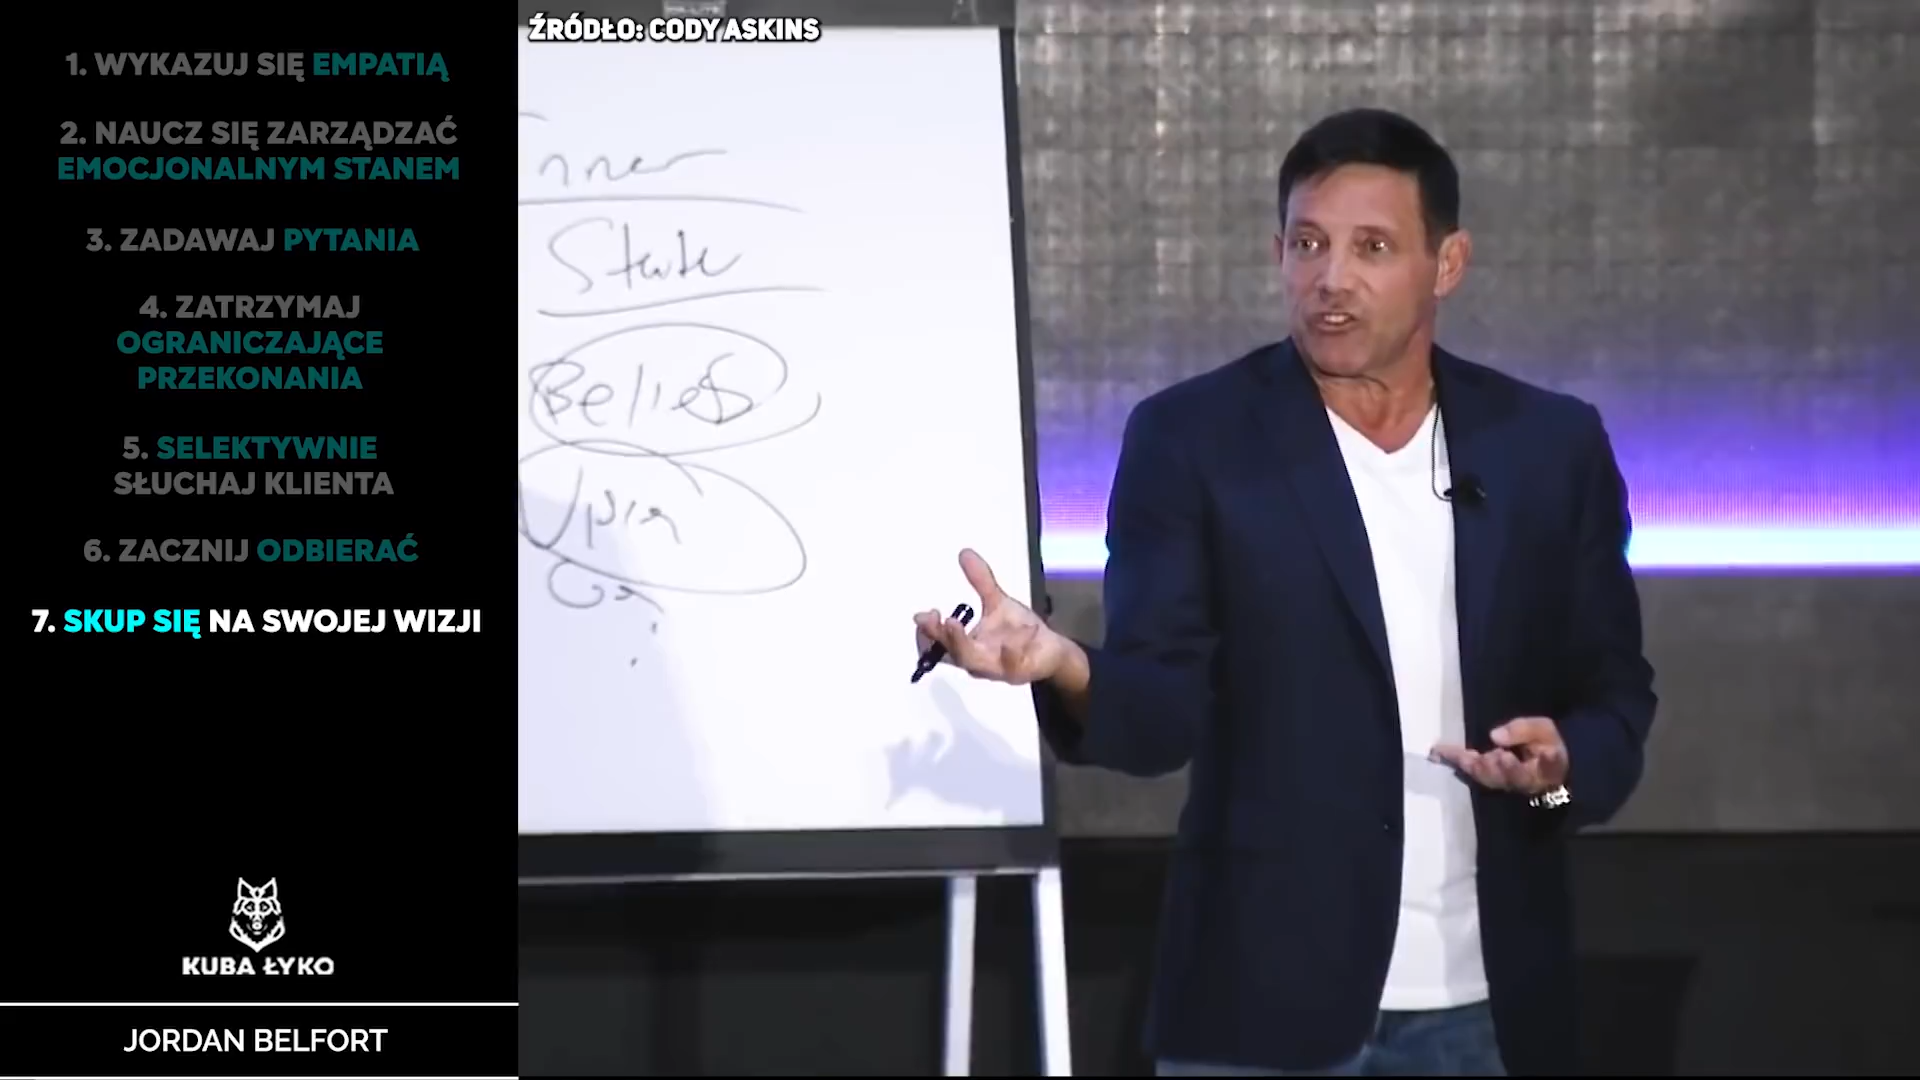 1. WYKAZUJ SIĘ EMPATIĄ
2. NAUCZ SIĘ ZARZĄDZAĆ
EMOCJONALNYM STANEM
3. ZADAWAJ PYTANIA
4. ZATRZYMAJ
OGRANICZAJĄCE
PRZEKONANIA
5. SELEKTYWNIE
SŁUCHAJ KLIENTA
6. ZACZNIJ ODBIERAĆ
7. SKUP SIĘ NA SWOJEJ WIZJI
KUBA ŁYKO
JORDAN BELFORT
ŹRÓDŁO: CODY ASKINS
nner
State
Beliefs